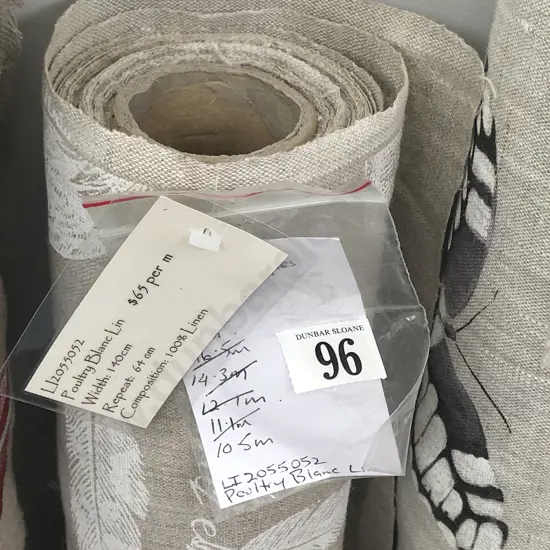 LI2055052
Poultry Blanc Lin $65 per m
Width: 140cm
Repeat: 64 cm
Composition: 100% Linen
DUNBAR SLOANE
96
16.5m
14.3m
12.7m
11.1m
10.5m
LI2055052
Poultry Blanc Li